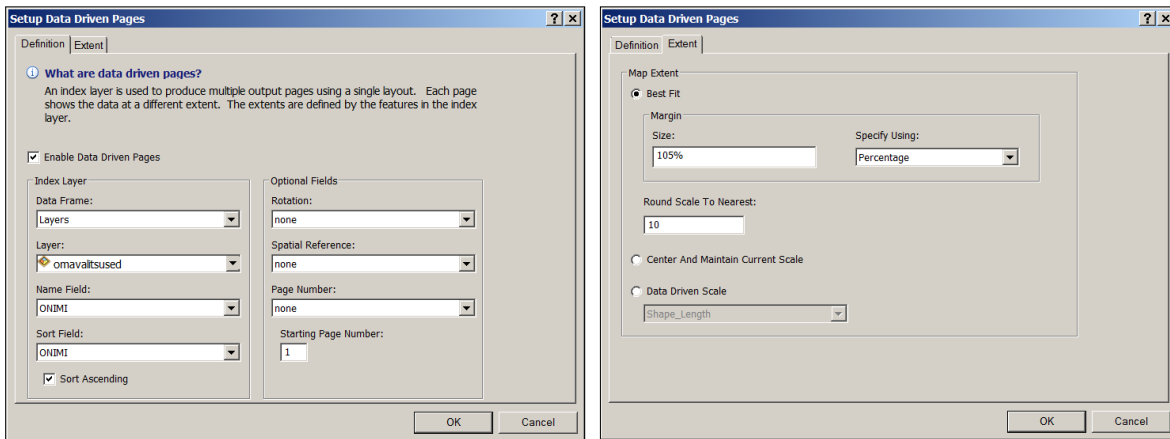 Setup Data Driven Pages
Definition
Extent
What are data driven pages?
An index layer is used to produce multiple output pages using a single layout. Each page
shows the data at a different extent. The extents are defined by the features in the index
layer.
Enable Data Driven Pages
Index Layer
Data Frame:
Layers
Layer:
omavalitsused
Name Field:
ONIMI
Sort Field:
ONIMI
Sort Ascending
Optional Fields
Rotation:
none
Spatial Reference:
none
Page Number:
none
Starting Page Number:
1
OK
Cancel
Setup Data Driven Pages
Definition
Extent
Map Extent
Best Fit
Margin
Size:
Specify Using:
105%
Percentage
Round Scale To Nearest:
10
Center And Maintain Current Scale
Data Driven Scale
Shape_Length
OK
Cancel